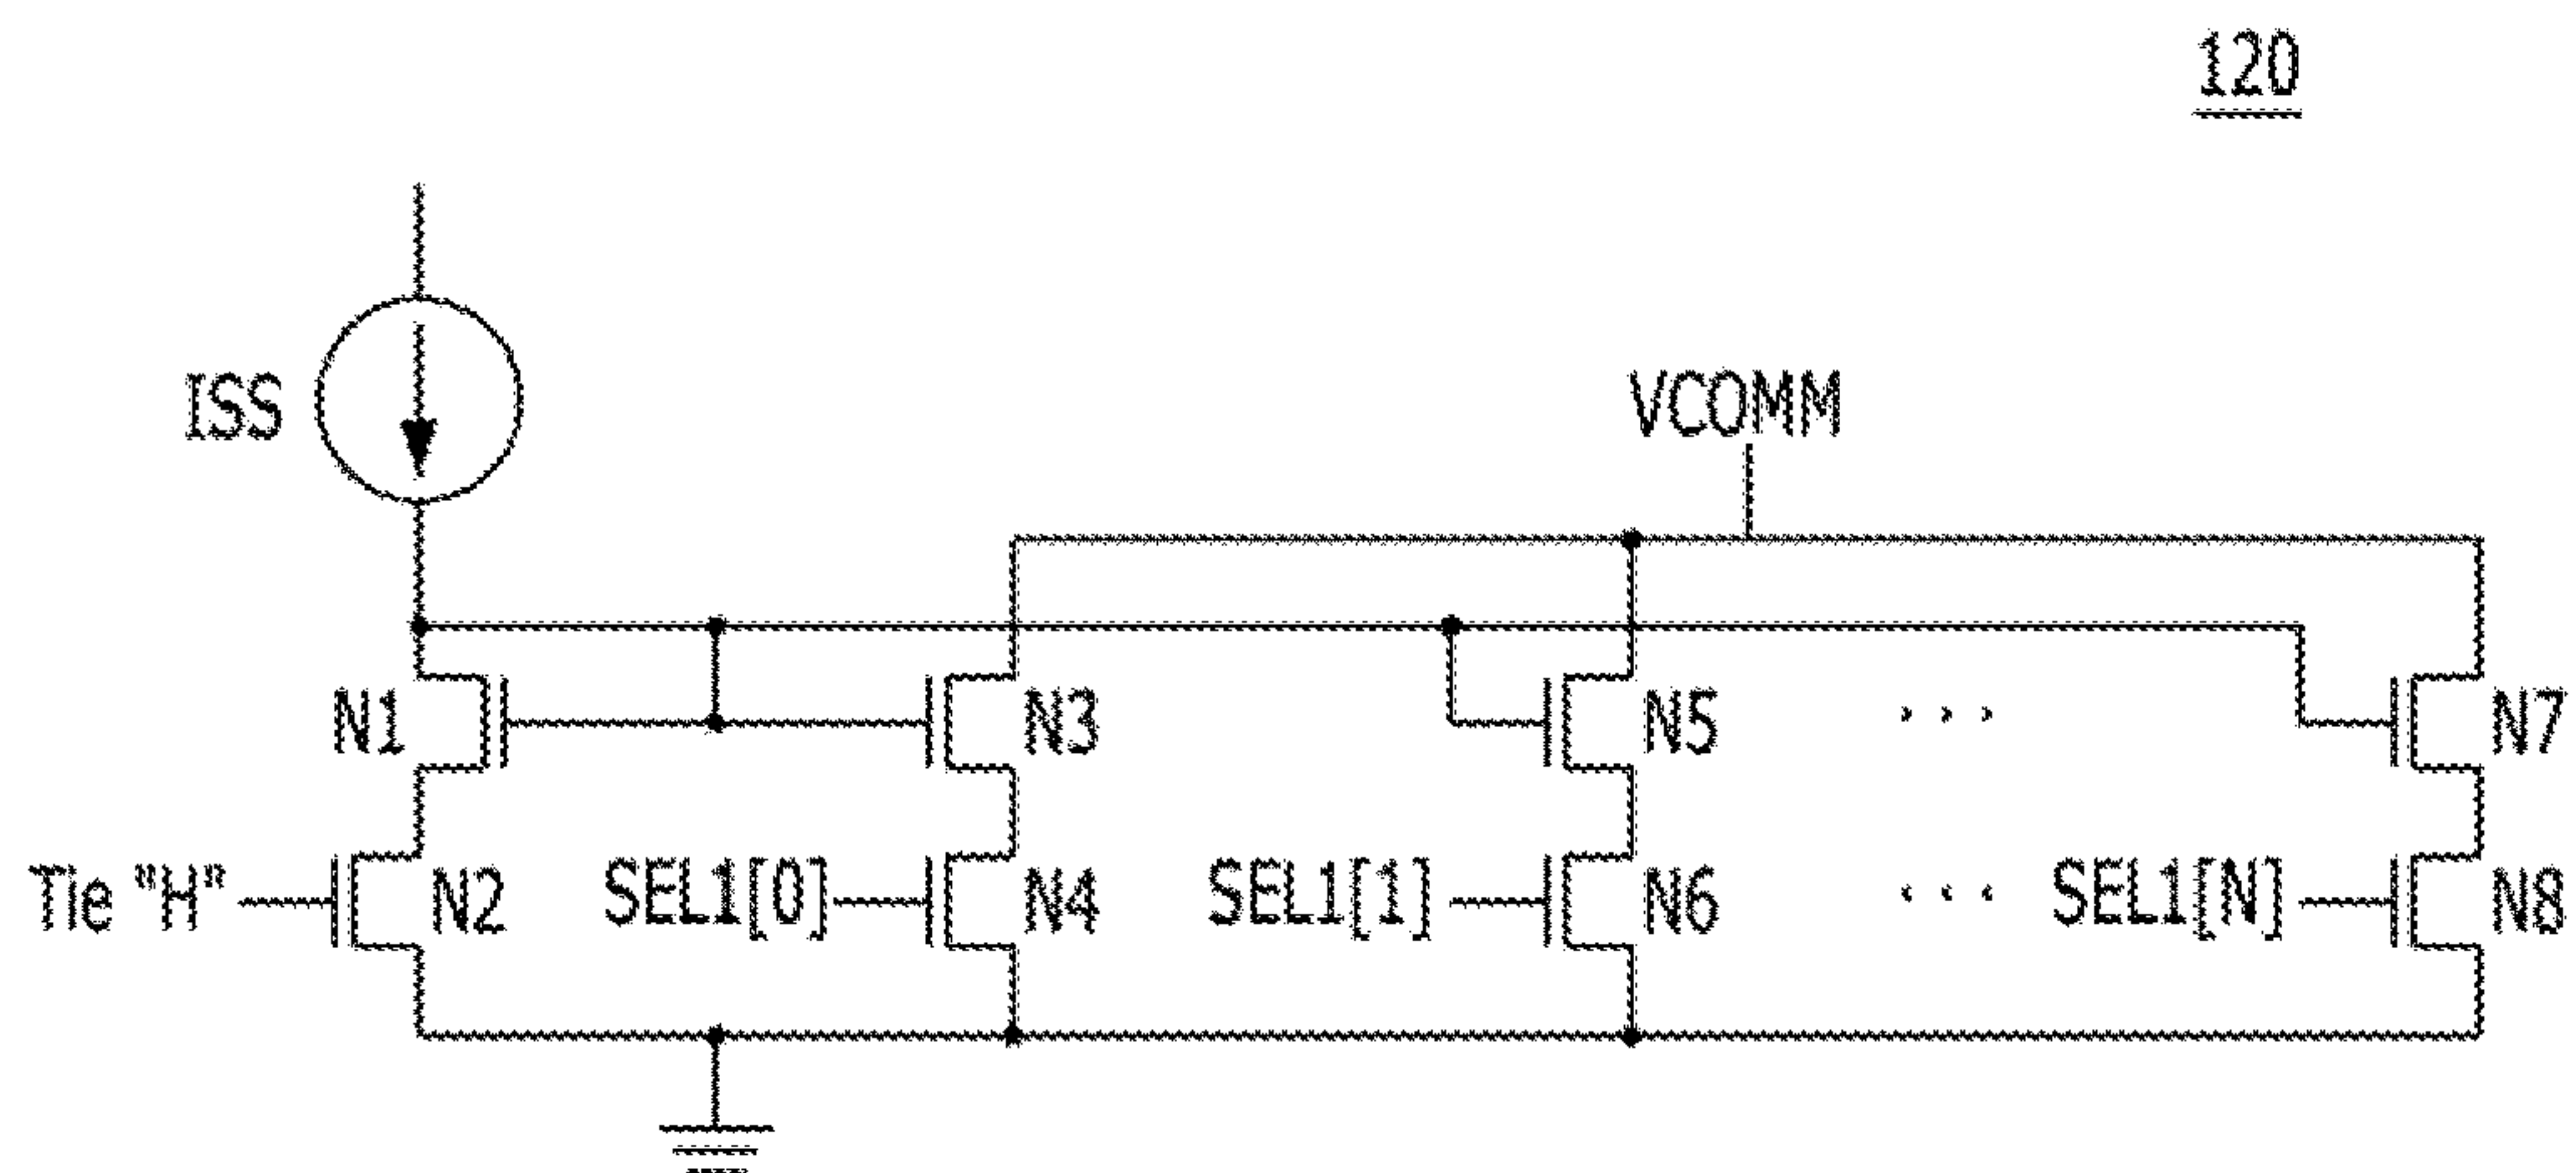 120
ISS
VCOMM
N1
N3
N5
. . .
N7
Tie "H"
N2
SEL1[0]
N4
SEL1[1]
N6
. . .
SEL1[N]
N8